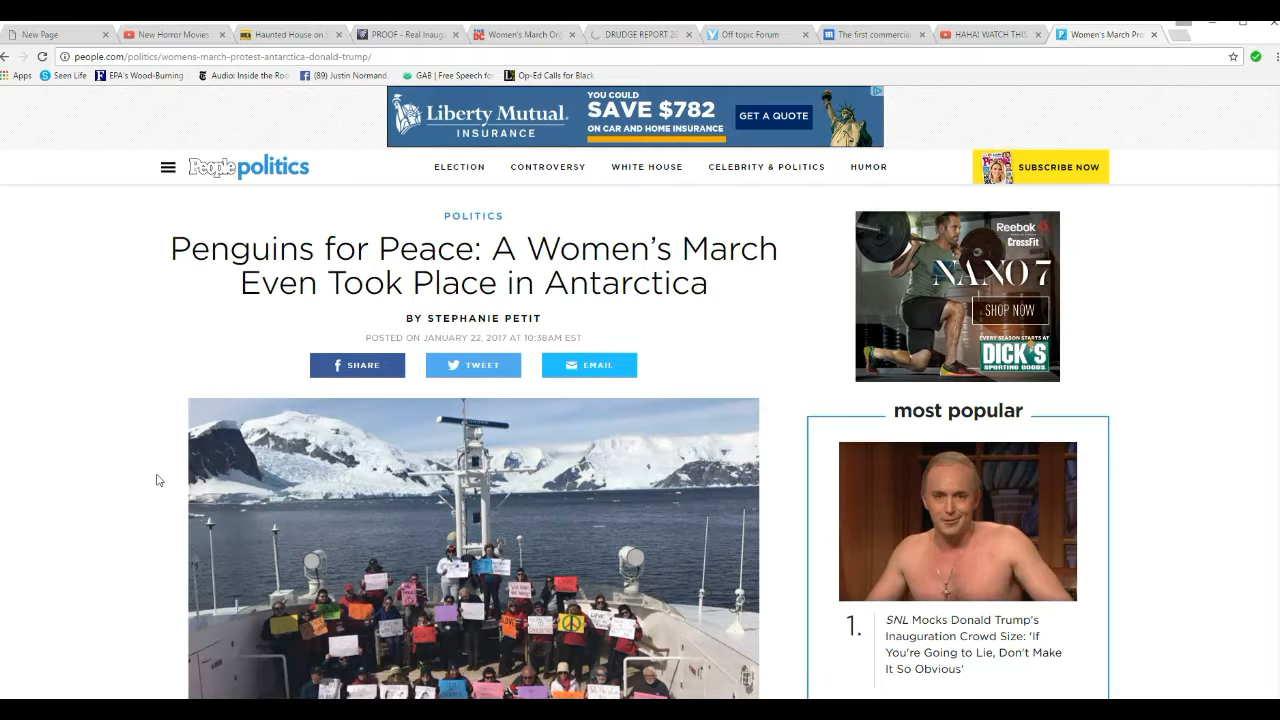 New Page
New Horror Movies
Haunted House on
PROOF - Real Inaug
Women's March Org
DRUDGE REPORT 20
Off topic Forum
The first commercial
HAHA! WATCH THIS
Women's March Pro
people.com/politics/womens-march-protest-antarctica-donald-trump/
Apps
Seen Life
EPA's Wood-Burning
Audio: Inside the Roo
(89) Justin Normand
GAB | Free Speech fo
Op-Ed Calls for Black
Liberty Mutual
INSURANCE
YOU COULD
SAVE $782
ON CAR AND HOME INSURANCE
GET A QUOTE
People politics
ELECTION
CONTROVERSY
WHITE HOUSE
CELEBRITY & POLITICS
HUMOR
SUBSCRIBE NOW
POLITICS
Penguins for Peace: A Women's March
Even Took Place in Antarctica
BY STEPHANIE PETIT
POSTED ON JANUARY 22, 2017 AT 10:38AM EST
SHARE
TWEET
EMAIL
Reebok
CrossFit
NANO 7
SHOP NOW
EVERY SEASON STARTS AT
DICK'S
SPORTING GOODS
most popular
1.
SNL Mocks Donald Trump's
Inauguration Crowd Size: 'If
You're Going to Lie, Don't Make
It So Obvious'